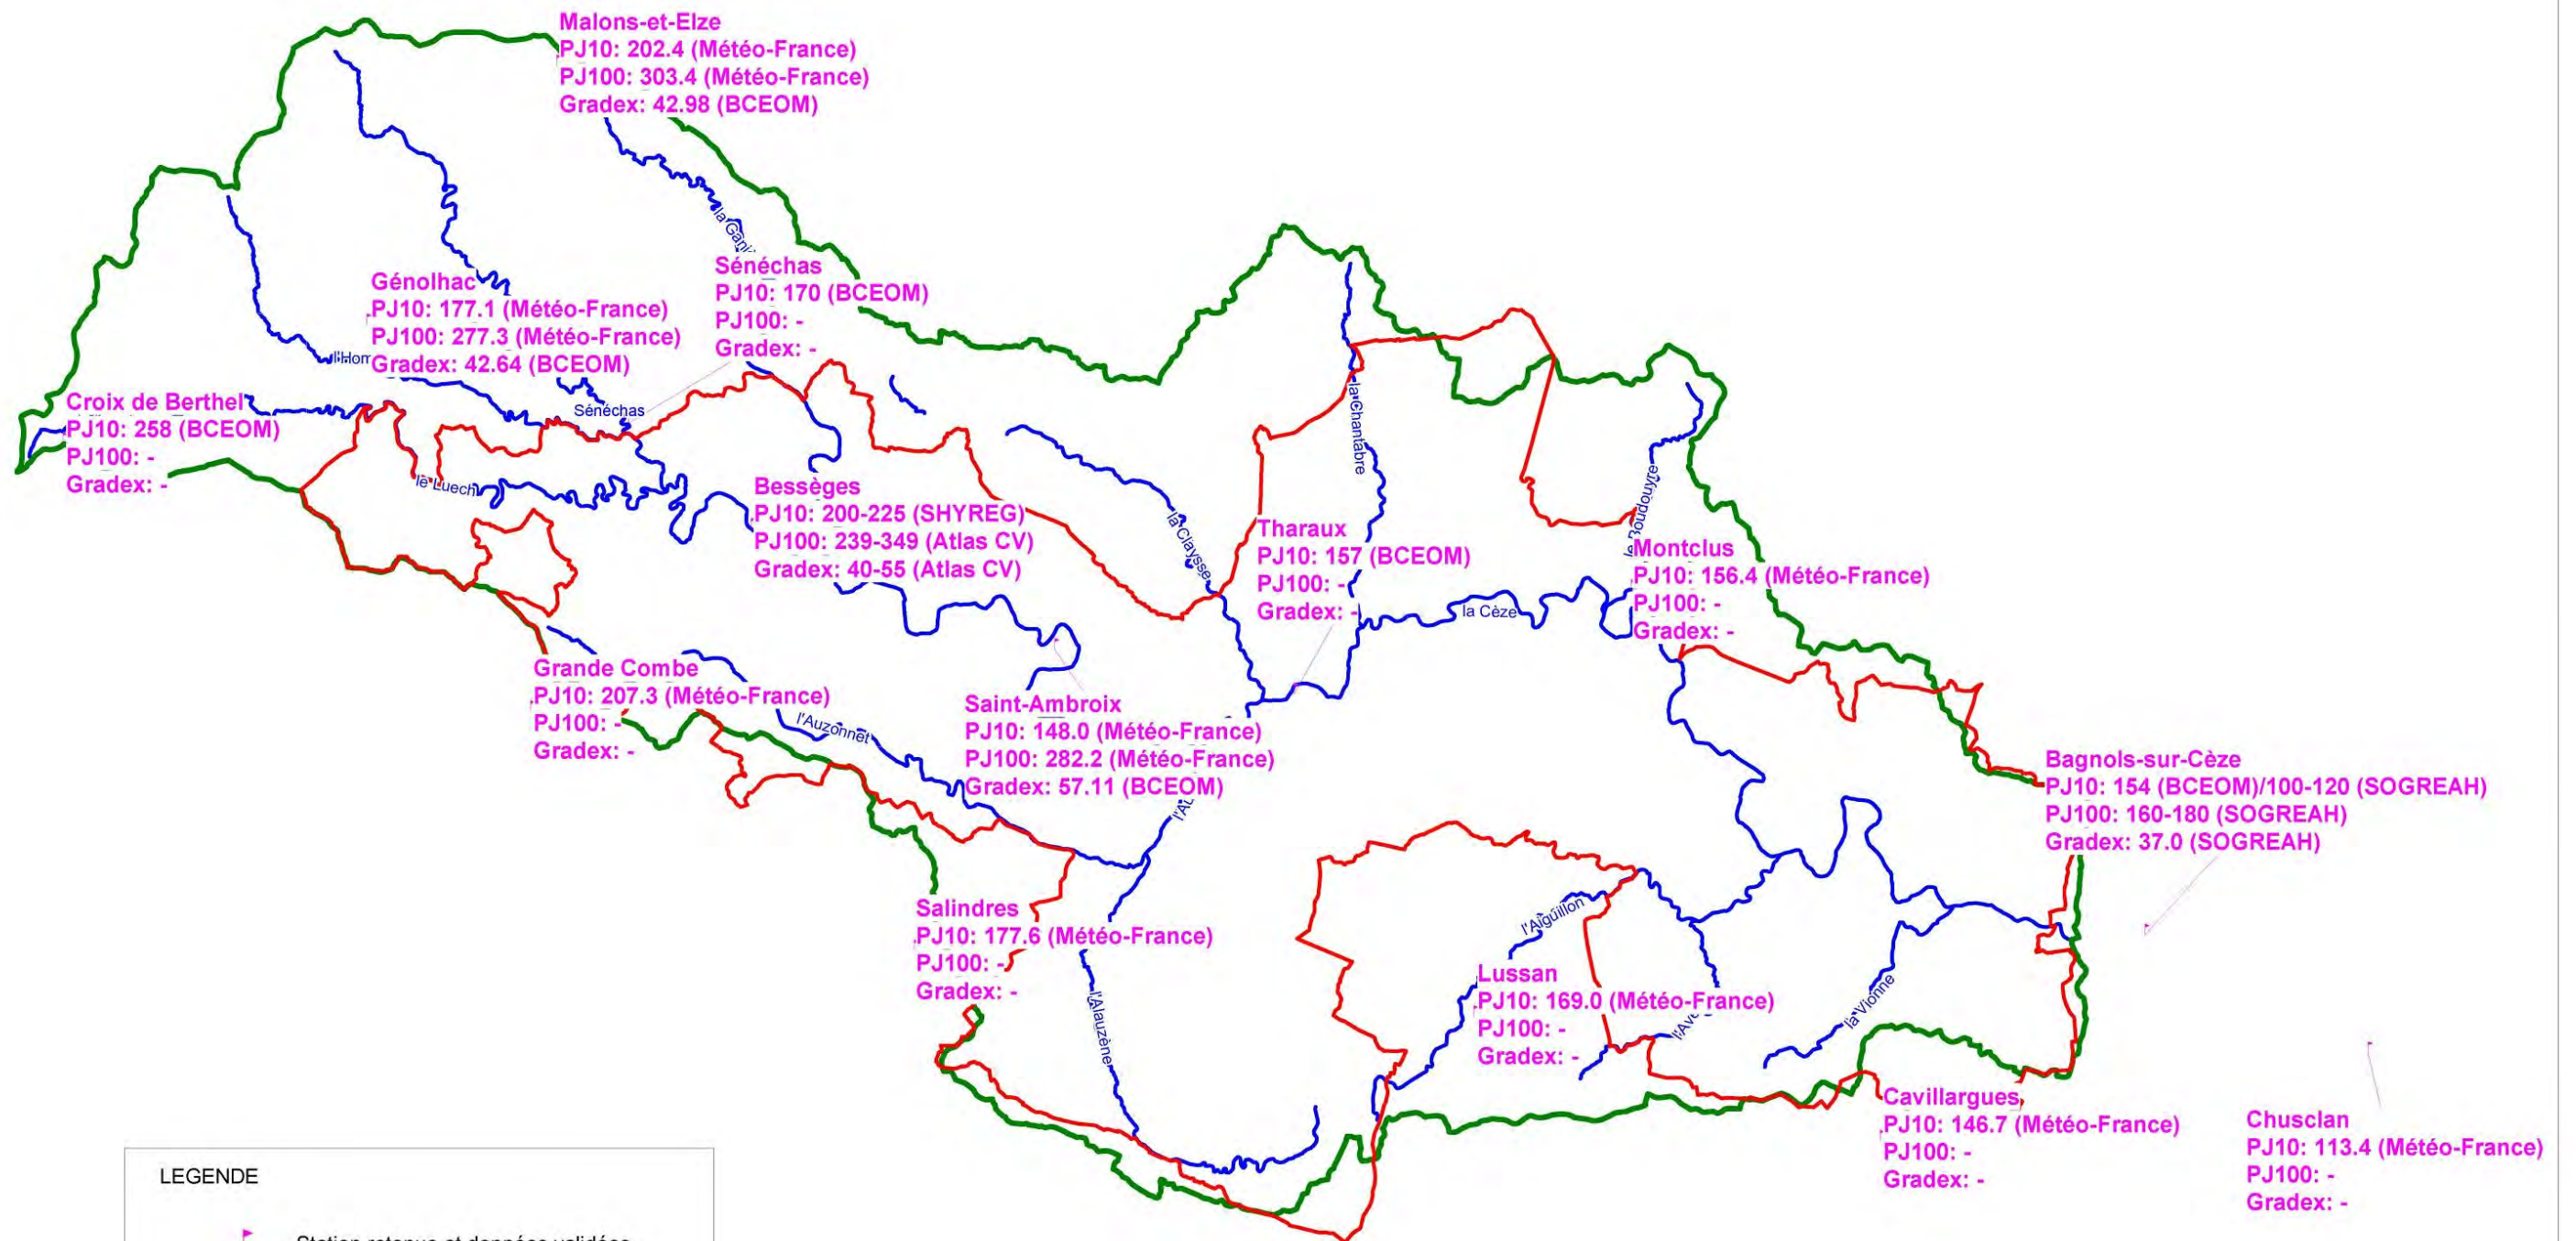 Malons-et-Elze
PJ10: 202.4 (Météo-France)
PJ100: 303.4 (Météo-France)
Gradex: 42.98 (BCEOM)
Génolhac
PJ10: 177.1 (Météo-France)
PJ100: 277.3 (Météo-France)
Gradex: 42.64 (BCEOM)
Sénéchas
PJ10: 170 (BCEOM)
PJ100: -
Gradex: -
Sénéchas
Croix de Berthel
PJ10: 258 (BCEOM)
PJ100: -
Gradex: -
le Luech
Bessèges
PJ10: 200-225 (SHYREG)
PJ100: 239-349 (Atlas CV)
Gradex: 40-55 (Atlas CV)
la Claysse
la Chantabre
Tharaux
PJ10: 157 (BCEOM)
PJ100: -
Gradex: -
la Cèze
le Boudouyre
Montclus
PJ10: 156.4 (Météo-France)
PJ100: -
Gradex: -
Grande Combe
PJ10: 207.3 (Météo-France)
PJ100: -
Gradex: -
l'Auzonnet
Saint-Ambroix
PJ10: 148.0 (Météo-France)
PJ100: 282.2 (Météo-France)
Gradex: 57.11 (BCEOM)
Bagnols-sur-Cèze
PJ10: 154 (BCEOM)/100-120 (SOGREAH)
PJ100: 160-180 (SOGREAH)
Gradex: 37.0 (SOGREAH)
Salindres
PJ10: 177.6 (Météo-France)
PJ100: -
Gradex: -
l'Alauzène
l'Aiguillon
Lussan
PJ10: 169.0 (Météo-France)
PJ100: -
Gradex: -
la Vionne
Cavillargues
PJ10: 146.7 (Météo-France)
PJ100: -
Gradex: -
Chusclan
PJ10: 113.4 (Météo-France)
PJ100: -
Gradex: -
LEGENDE
Station retenue et données validées